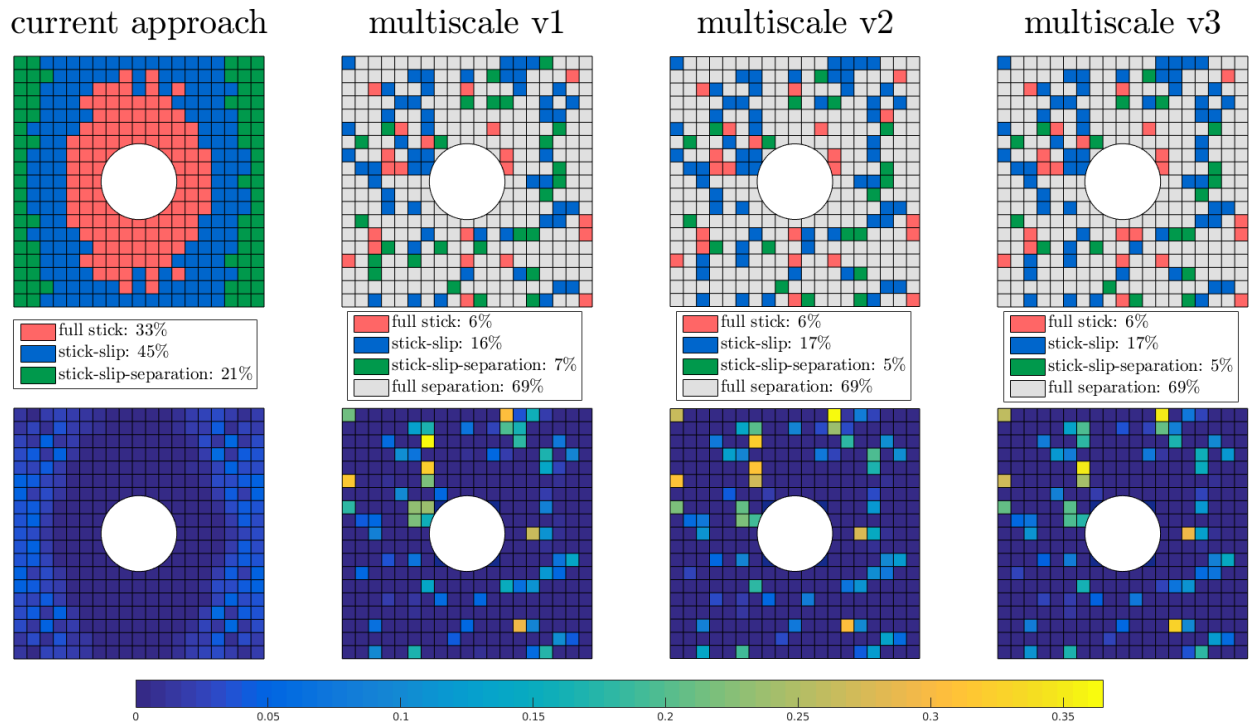 current approach
multiscale v1
multiscale v2
multiscale v3
full stick: 33%
stick-slip: 45%
stick-slip-separation: 21%
full stick: 6%
stick-slip: 16%
stick-slip-separation: 7%
full separation: 69%
full stick: 6%
stick-slip: 17%
stick-slip-separation: 5%
full separation: 69%
full stick: 6%
stick-slip: 17%
stick-slip-separation: 5%
full separation: 69%
0 0.05 0.1 0.15 0.2 0.25 0.3 0.35